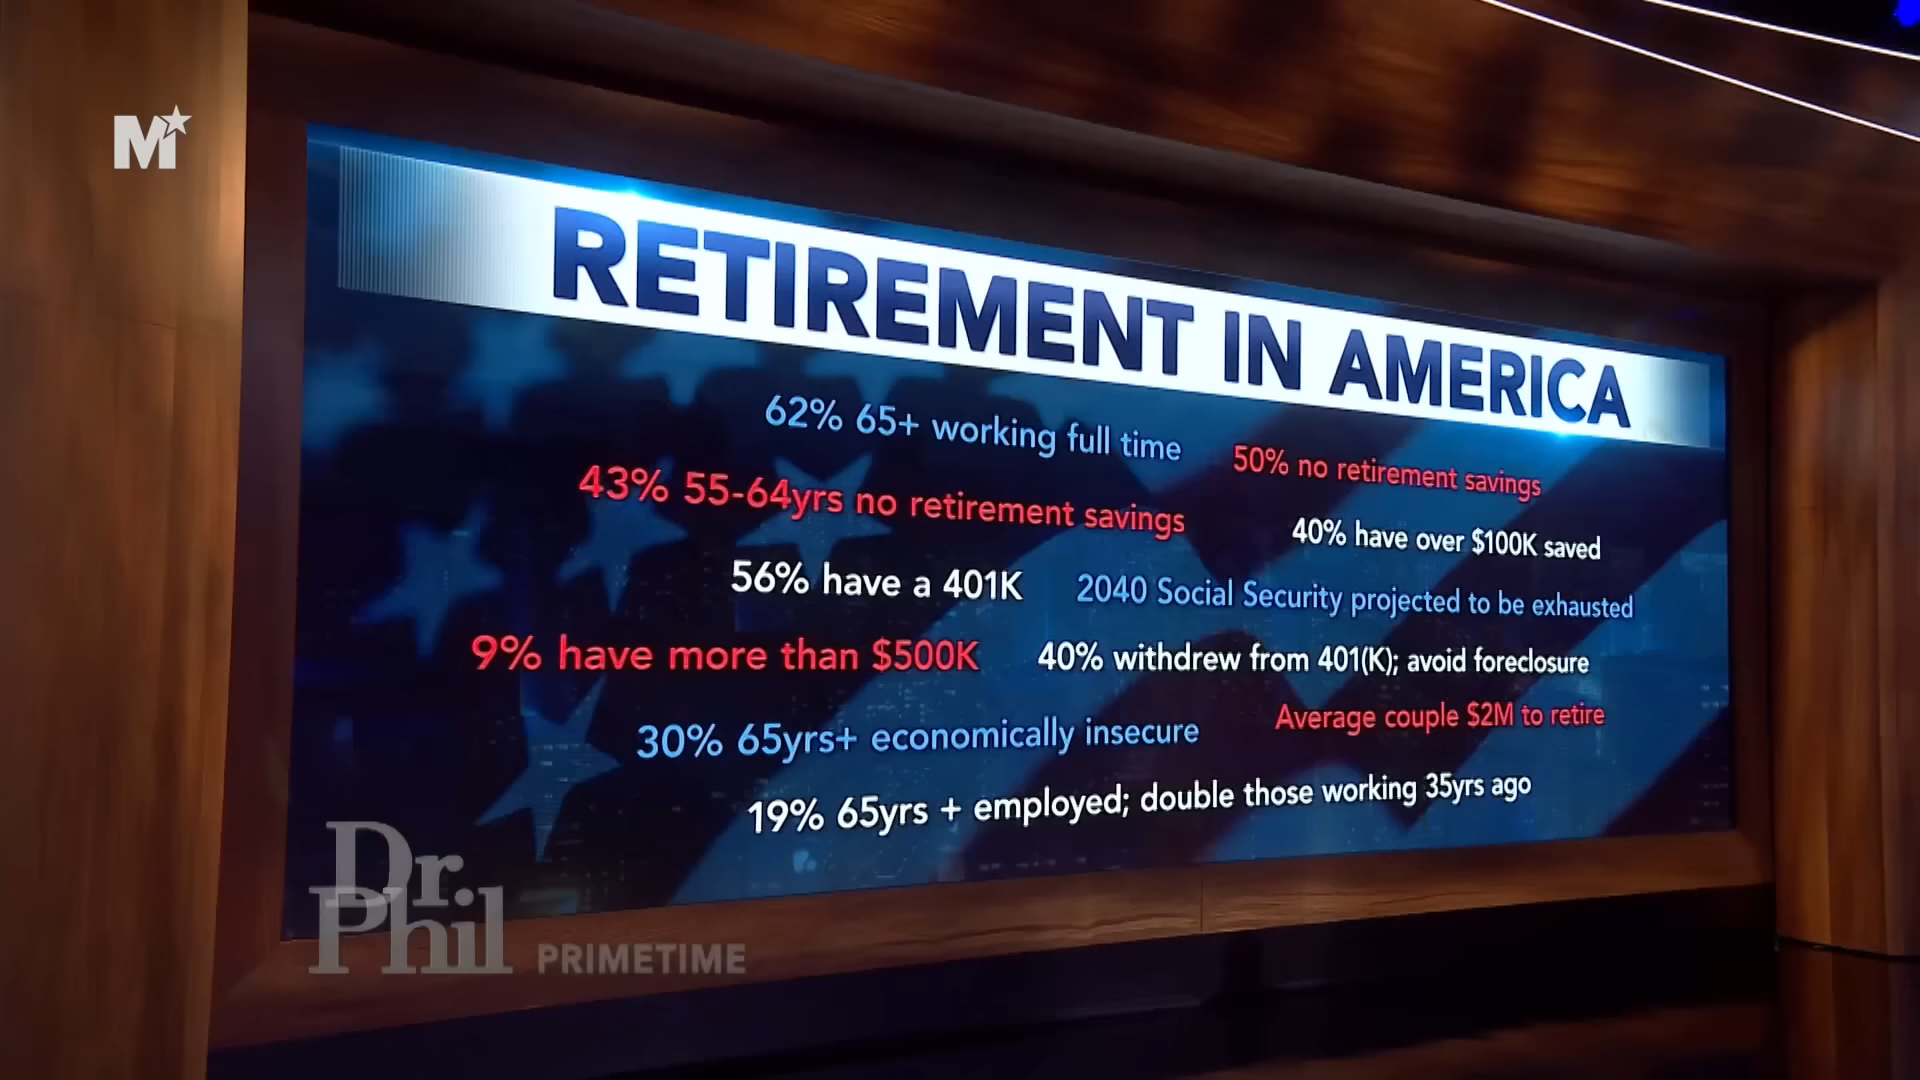 M
RETIREMENT IN AMERICA
62% 65+ working full time
50% no retirement savings
43% 55-64yrs no retirement savings
40% have over $100K saved
56% have a 401K
2040 Social Security projected to be exhausted
9% have more than $500K
40% withdrew from 401(K); avoid foreclosure
30% 65yrs+ economically insecure
Average couple $2M to retire
19% 65yrs + employed; double those working 35yrs ago
Dr.
Phil PRIMETIME